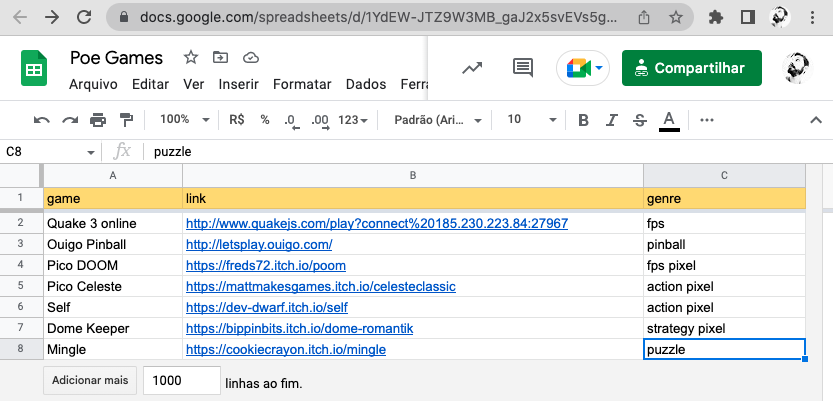 docs.google.com/spreadsheets/d/1YdEW-JTZ9W3MB_gaJ2x5svEVs5g...
Poe Games
Arquivo Editar Ver Inserir Formatar Dados Ferra
Compartilhar
100% R$ % .0 .00 123 Padrão (Ari... 10 B I S A
C8 fx puzzle
A B C
1 game link genre
2 Quake 3 online http://www.quakejs.com/play?connect%20185.230.223.84:27967 fps
3 Ouigo Pinball http://letsplay.ouigo.com/ pinball
4 Pico DOOM https://freds72.itch.io/poom fps pixel
5 Pico Celeste https://mattmakesgames.itch.io/celesteclassic action pixel
6 Self https://dev-dwarf.itch.io/self action pixel
7 Dome Keeper https://bippinbits.itch.io/dome-romantik strategy pixel
8 Mingle https://cookiecrayon.itch.io/mingle puzzle
Adicionar mais 1000 linhas ao fim.